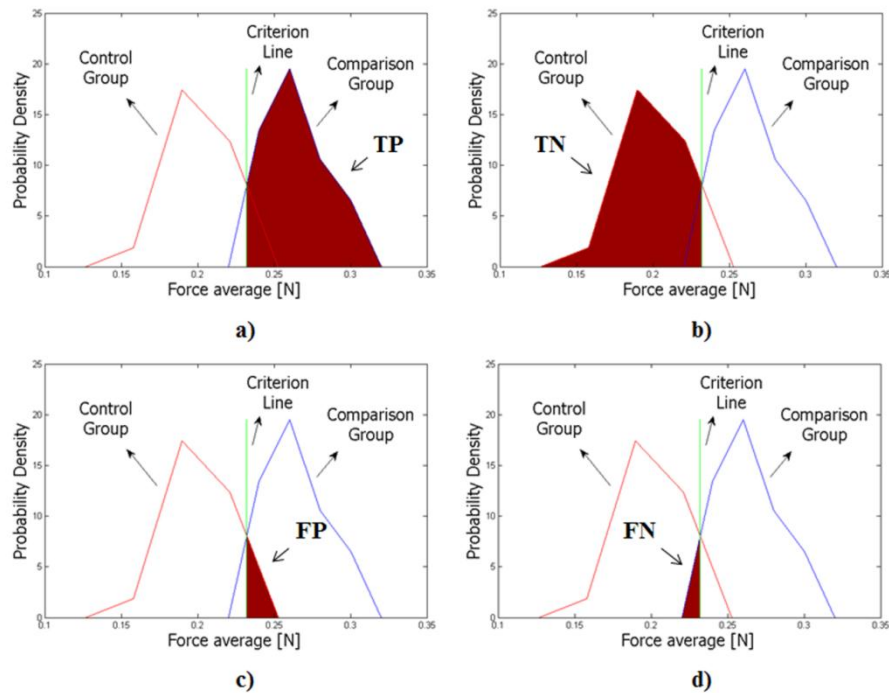 25
20
15
10
5
0
Probability Density
Control
Group
Criterion
Line
Comparison
Group
TP
0.1 0.15 0.2 0.25 0.3 0.35
Force average [N]
a)
25
20
15
10
5
0
Probability Density
Control
Group
Criterion
Line
Comparison
Group
TN
0.1 0.15 0.2 0.25 0.3 0.35
Force average [N]
b)
25
20
15
10
5
0
Probability Density
Control
Group
Criterion
Line
Comparison
Group
FP
0.1 0.15 0.2 0.25 0.3 0.35
Force average [N]
c)
25
20
15
10
5
0
Probability Density
Control
Group
Criterion
Line
Comparison
Group
FN
0.1 0.15 0.2 0.25 0.3 0.35
Force average [N]
d)